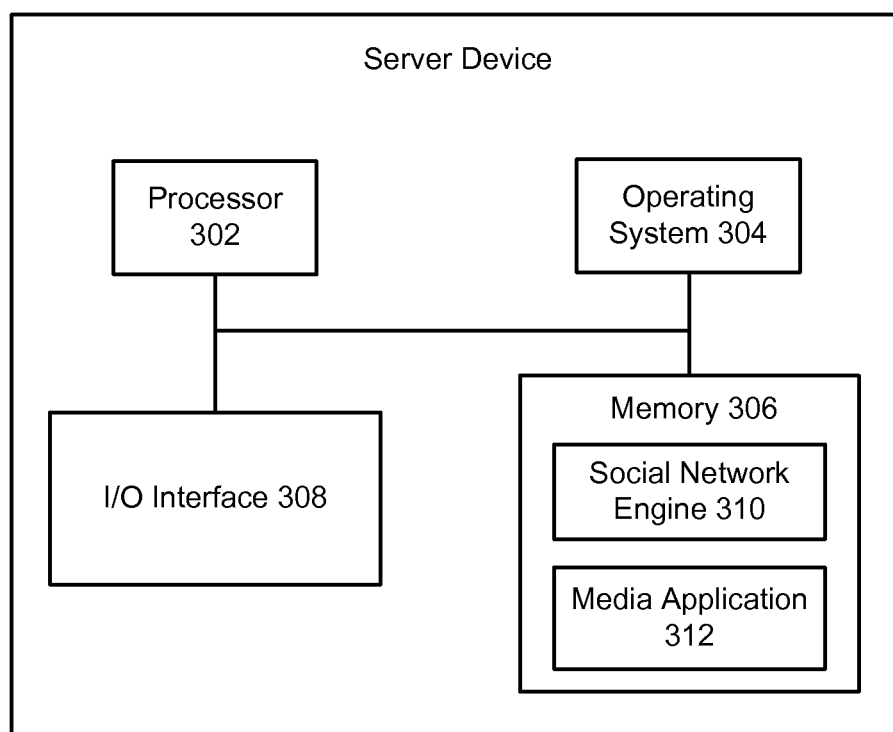 Server Device
Processor
302
Operating
System 304
I/O Interface 308
Memory 306
Social Network
Engine 310
Media Application
312